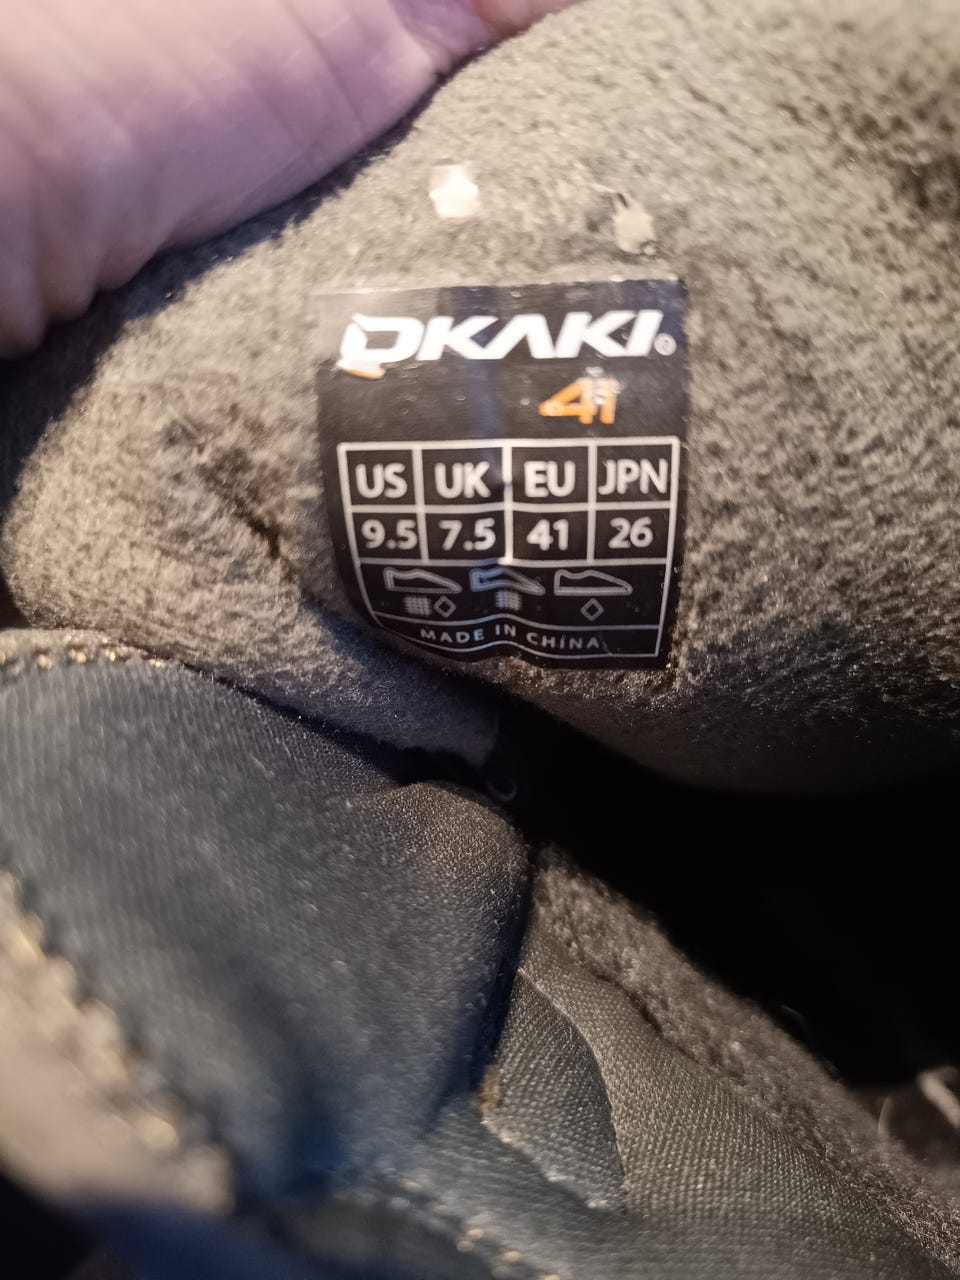 DKAKI®
41
US UK EU JPN
9.5 7.5 41 26
MADE IN CHINA